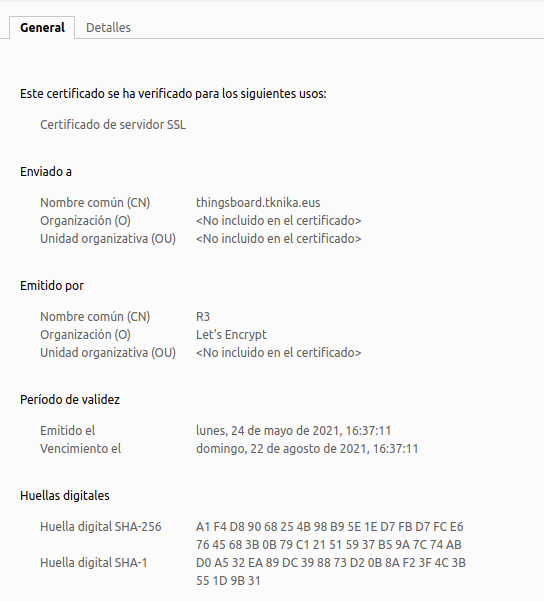 General Detalles
Este certificado se ha verificado para los siguientes usos:
Certificado de servidor SSL
Enviado a
Nombre común (CN) thingsboard.tknika.eus
Organización (O) <No incluido en el certificado>
Unidad organizativa (OU) <No incluido en el certificado>
Emitido por
Nombre común (CN) R3
Organización (O) Let's Encrypt
Unidad organizativa (OU) <No incluido en el certificado>
Período de validez
Emitido el lunes, 24 de mayo de 2021, 16:37:11
Vencimiento el domingo, 22 de agosto de 2021, 16:37:11
Huellas digitales
Huella digital SHA-256 A1 F4 D8 90 68 25 4B 98 B9 5E 1E D7 FB D7 FC E6
76 45 68 3B 0B 79 C1 21 51 59 37 B5 9A 7C 74 AB
Huella digital SHA-1 D0 A5 32 EA 89 DC 39 88 73 D2 0B 8A F2 3F 4C 3B
55 1D 9B 31